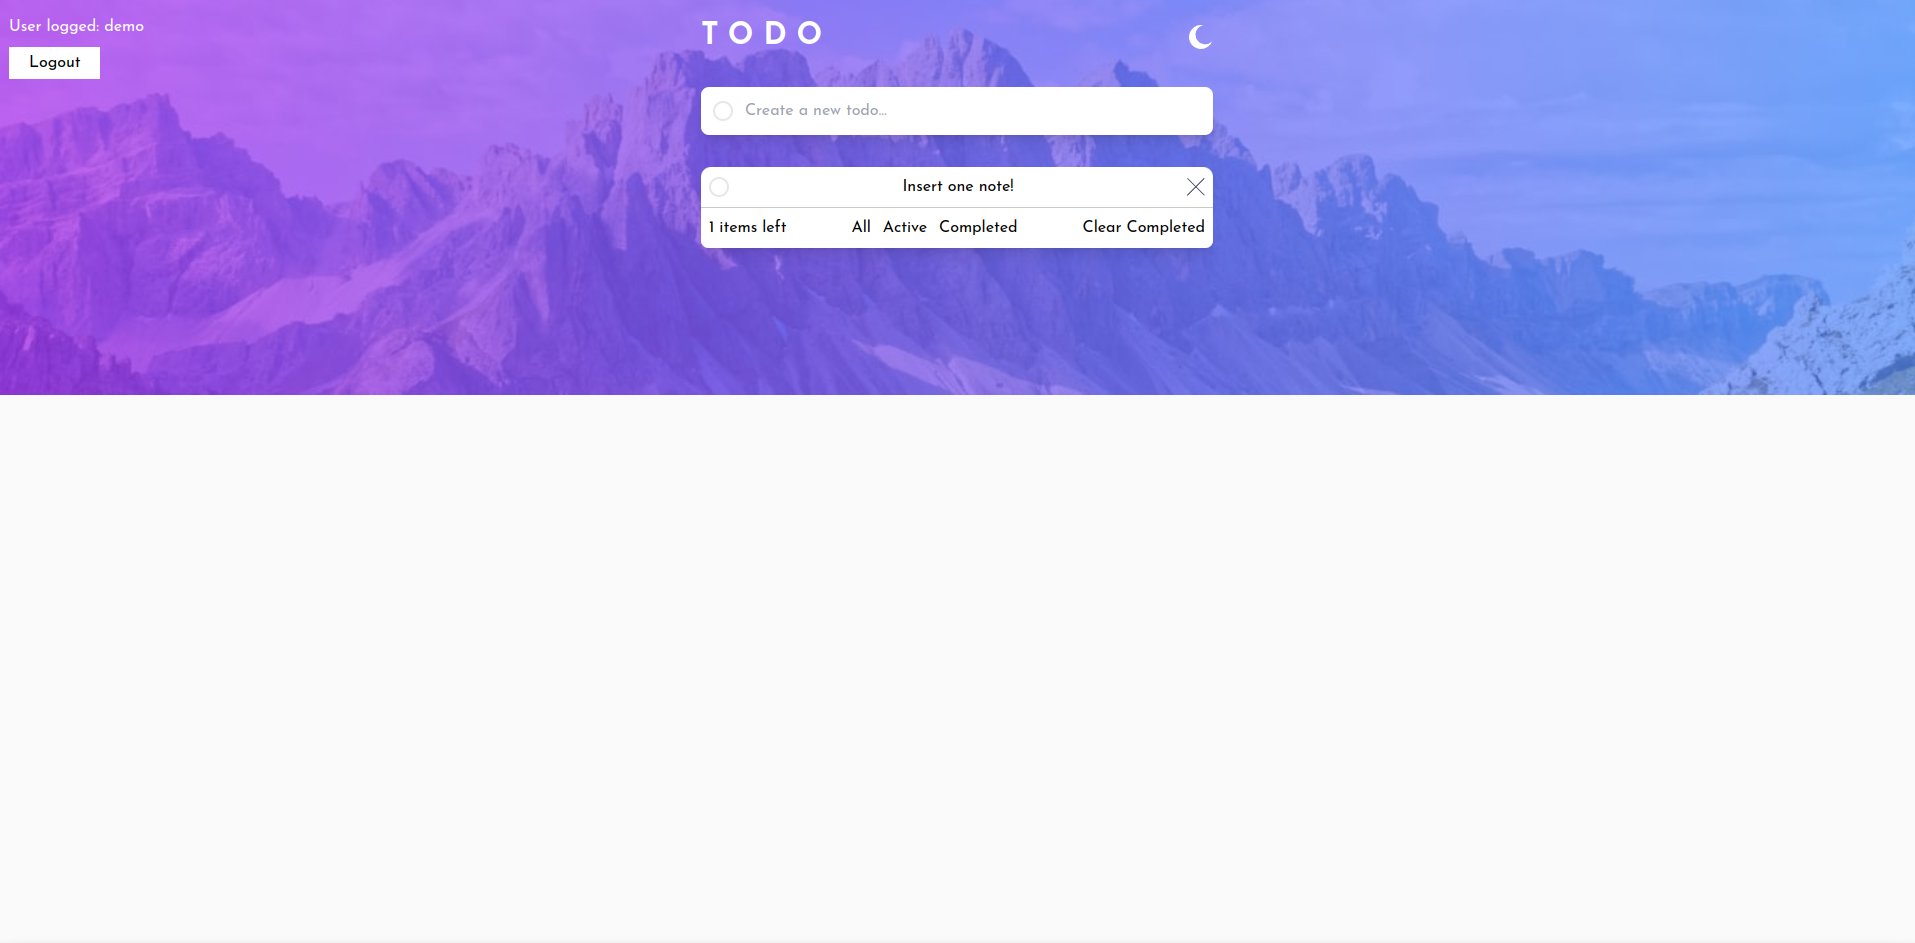 User logged: demo
Logout
TODO
Create a new todo...
Insert one note!
1 items left All Active Completed Clear Completed